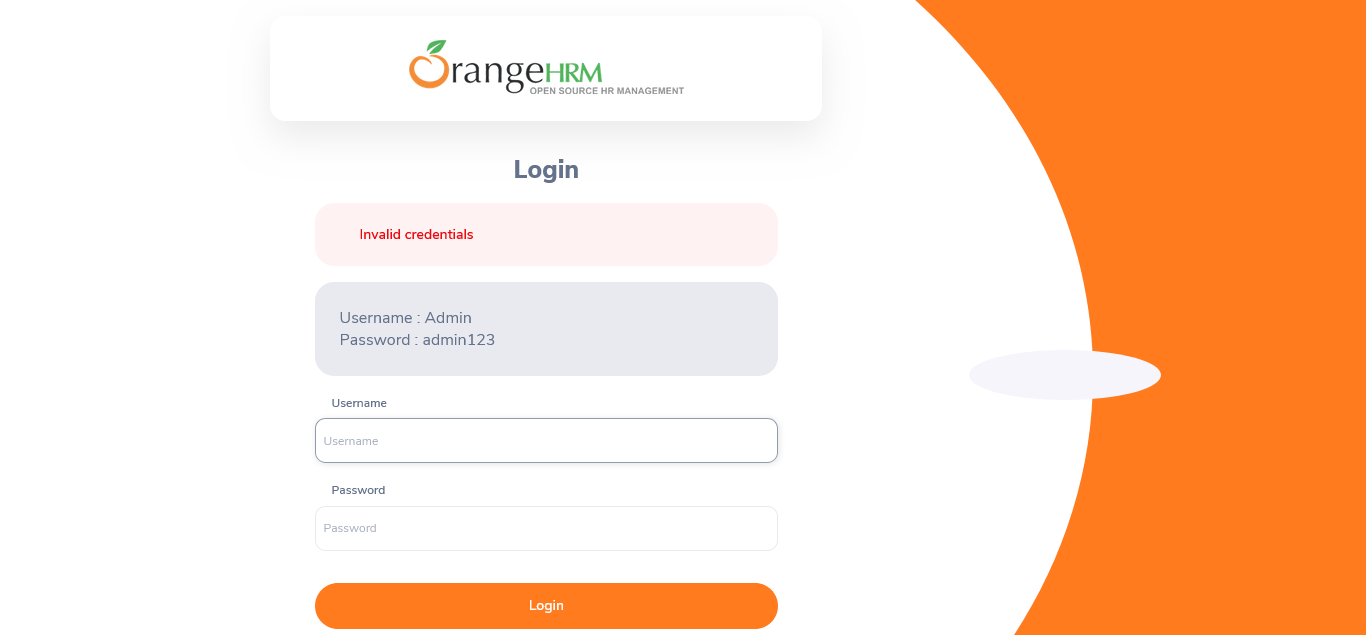 OrangeHRM
OPEN SOURCE HR MANAGEMENT
Login
Invalid credentials
Username : Admin
Password : admin123
Username
Username
Password
Password
Login